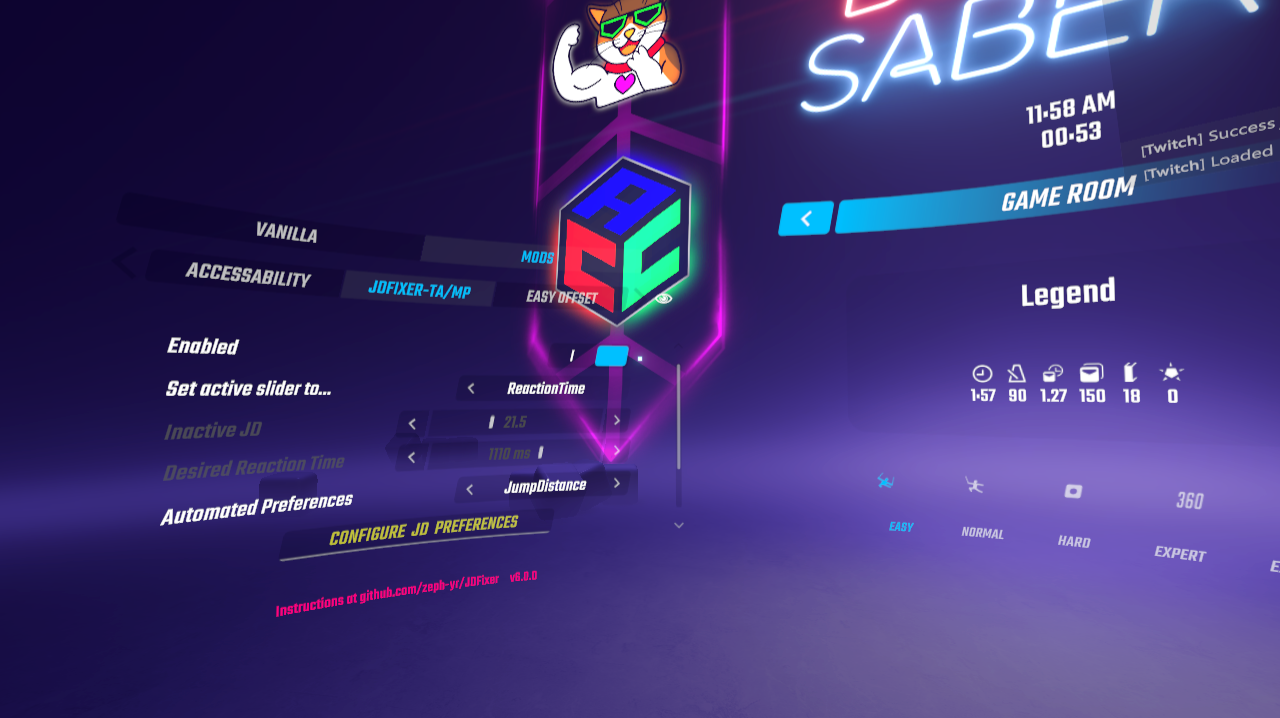 SABER
11:58 AM
00:53
[Twitch] Success
[Twitch] Loaded
GAME ROOM
VANILLA
MODS
ACCESSABILITY
JDFIXER-TA/MP
EASY OFFSET
A
C C
Enabled
I
Set active slider to...
ReactionTime
Inactive JD
21.5
Desired Reaction Time
1110 ms
Automated Preferences
JumpDistance
CONFIGURE JD PREFERENCES
Instructions at github.com/zeph-yr/JDFixer v6.0.0
Legend
1:57 90 1.27 150 18 0
360
EASY NORMAL HARD EXPERT